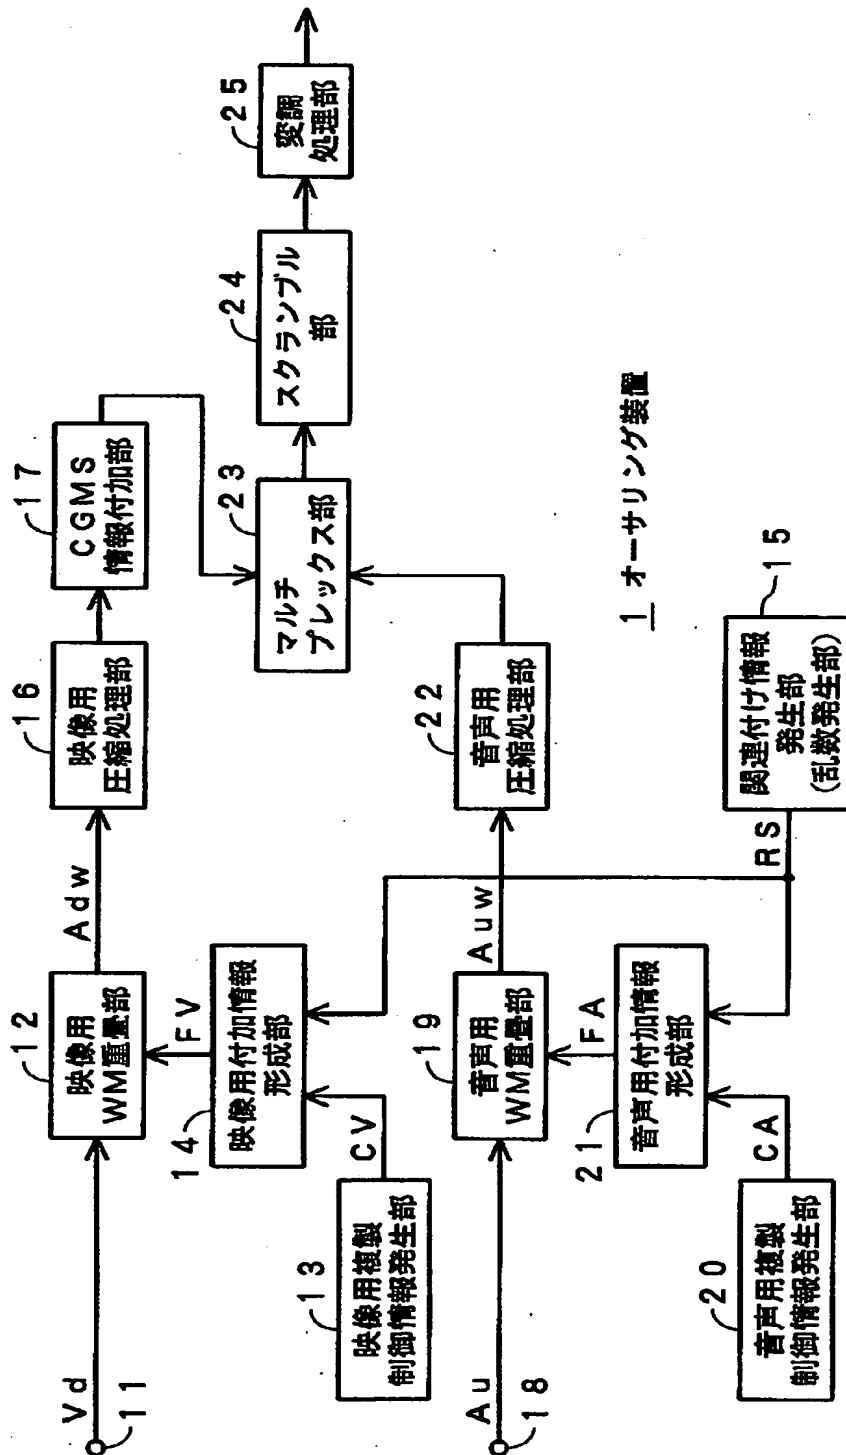 Vd
11
12
映像用
WM重畳部
Adw
16
映像用
圧縮処理部
17
CGMS
情報付加部
13
映像用複製
制御情報発生部
CV
14
映像用付加情報
形成部
FV
23
マルチ
プレックス部
24
スクランブル
部
25
変調
処理部
Au
18
19
音声用
WM重畳部
Auw
22
音声用
圧縮処理部
20
音声用複製
制御情報発生部
CA
21
音声用付加情報
形成部
FA
RS
15
関連付け情報
発生部
(乱数発生部)
1 オーサリング装置